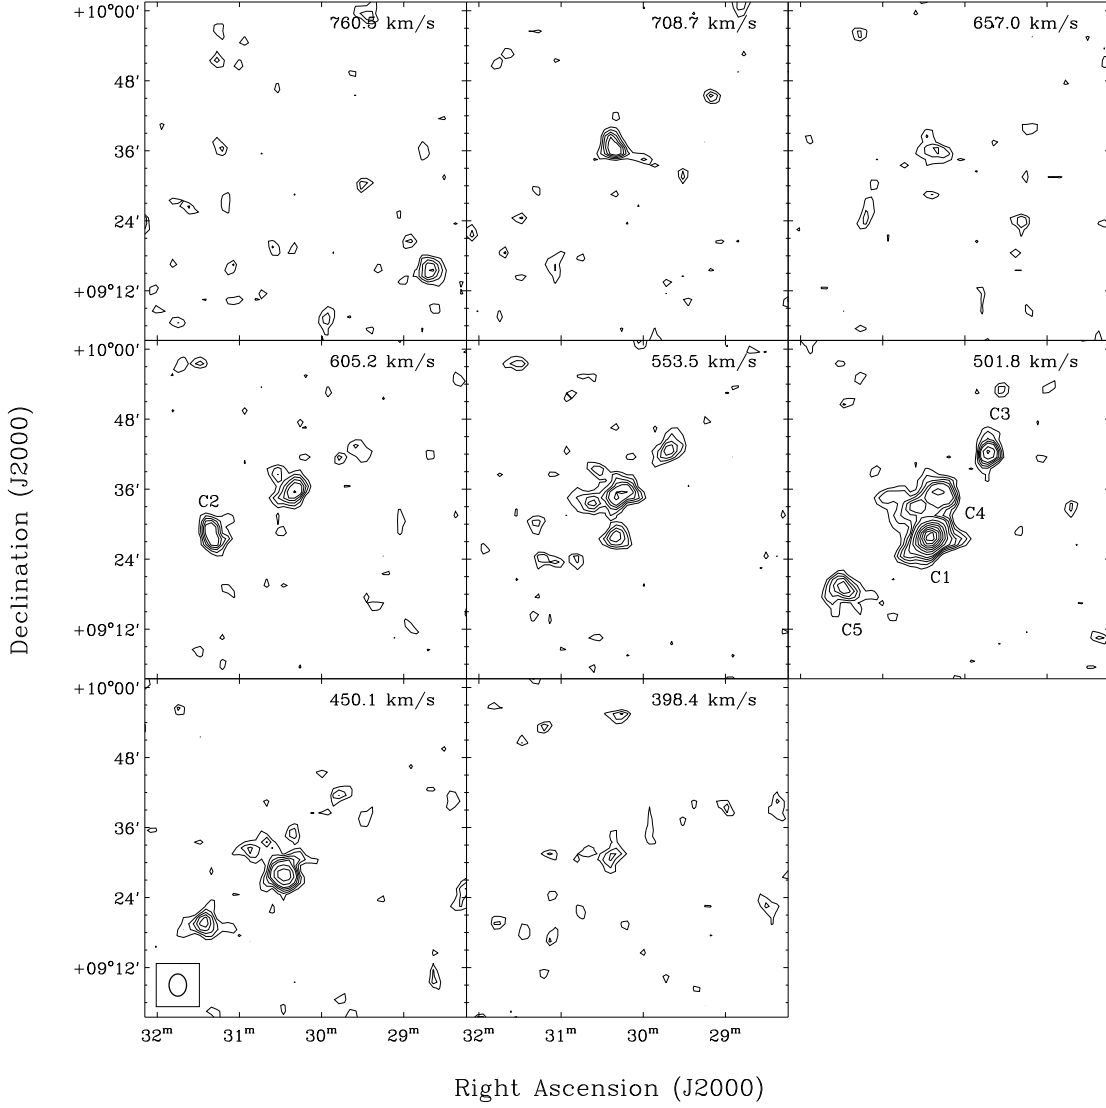 +10°00′
760.5 km/s
708.7 km/s
657.0 km/s
48′
36′
24′
+09°12′
+10°00′
605.2 km/s
553.5 km/s
501.8 km/s
48′
C3
36′
C2
C4
24′
C1
+09°12′
C5
+10°00′
450.1 km/s
398.4 km/s
48′
36′
24′
+09°12′
32ᵐ 31ᵐ 30ᵐ 29ᵐ 32ᵐ 31ᵐ 30ᵐ 29ᵐ
Declination (J2000)
Right Ascension (J2000)